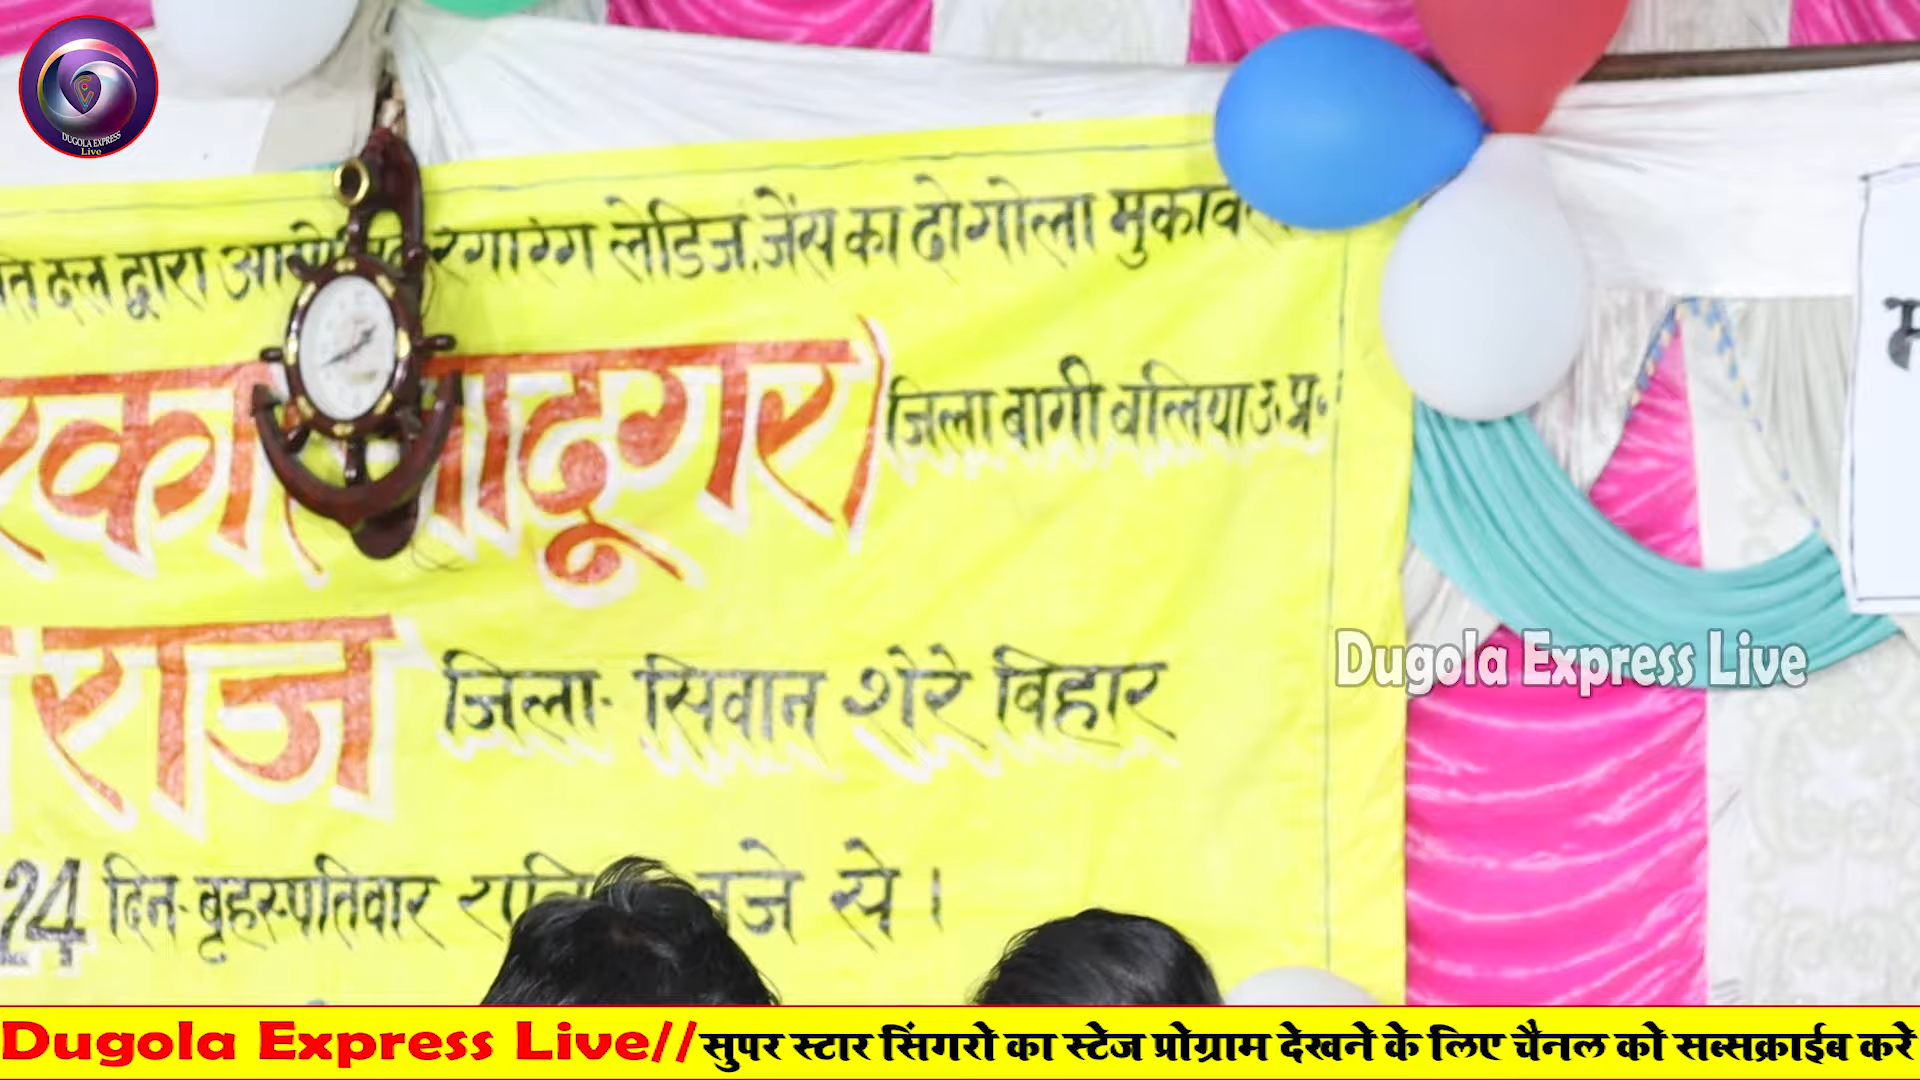 DUGOLA EXPRESS
Live
दल द्वारा रंगारंग लेडिज, जेंस का दोगोला
जिला बागी बलिया उ. प्र.
राज जिला- सिवान शेरे बिहार
24 दिन- बृहस्पतिवार बजे से ।
Dugola Express Live
Dugola Express Live//सुपर स्टार सिंगरो का स्टेज प्रोग्राम देखने के लिए चैनल को सब्सक्राईब करे